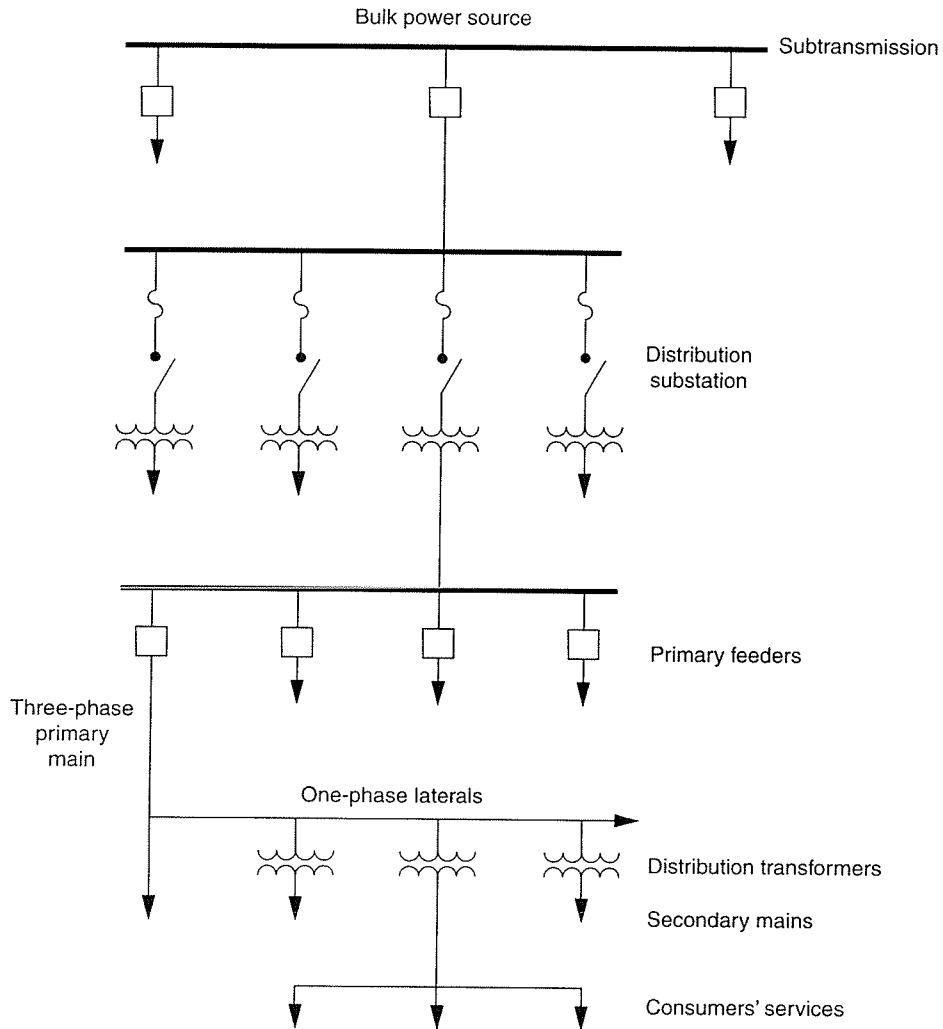 Bulk power source
Subtransmission
Distribution
substation
Primary feeders
Three-phase
primary
main
One-phase laterals
Distribution transformers
Secondary mains
Consumers' services